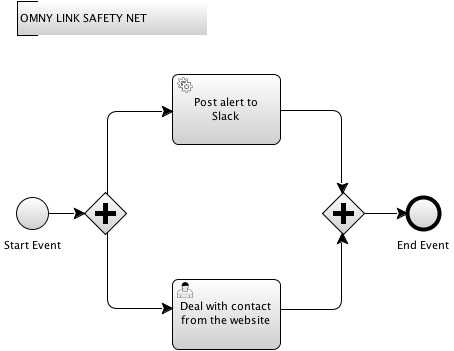 OMNY LINK SAFETY NET
Post alert to
Slack
Start Event
End Event
Deal with contact
from the website